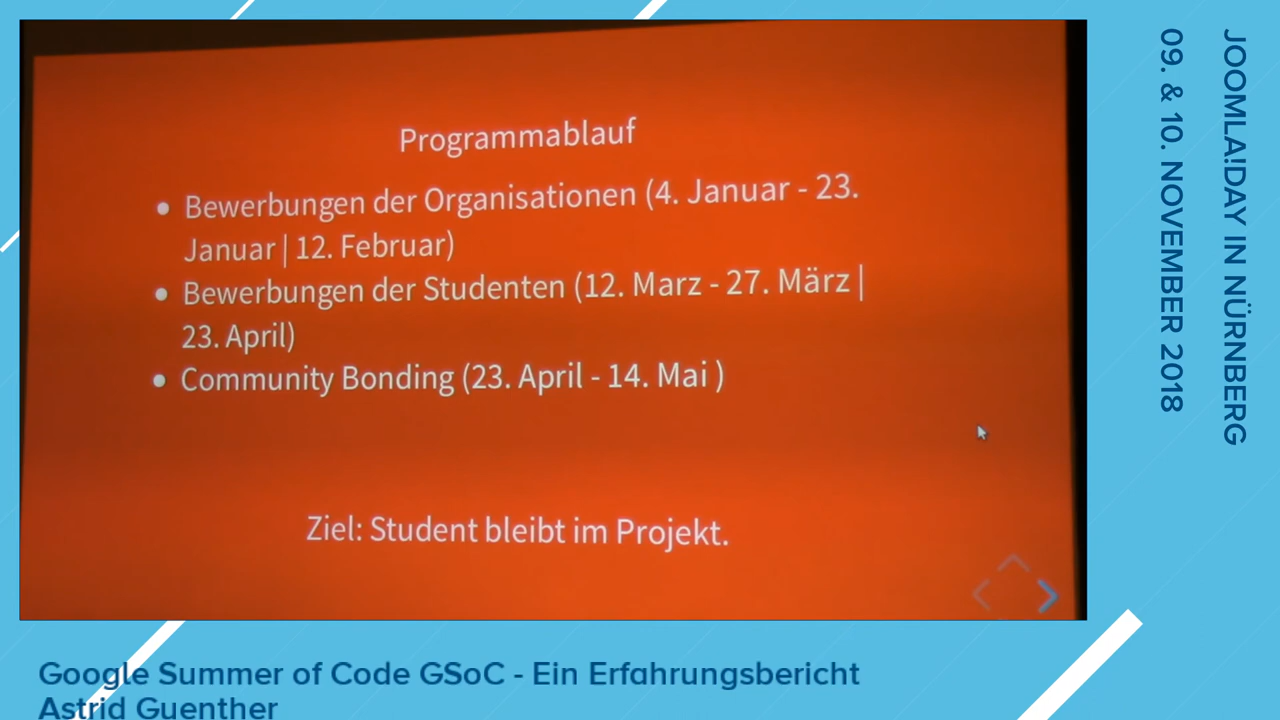 Programmablauf
Bewerbungen der Organisationen (4. Januar - 23.
Januar | 12. Februar)
Bewerbungen der Studenten (12. Marz - 27. März |
23. April)
Community Bonding (23. April - 14. Mai )
Ziel: Student bleibt im Projekt.
JOOMLA!DAY IN NÜRNBERG
09. & 10. NOVEMBER 2018
Google Summer of Code GSoC - Ein Erfahrungsbericht
Astrid Guenther